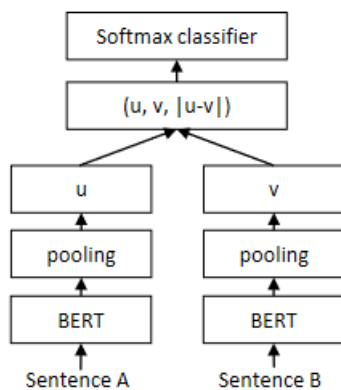 Softmax classifier
(u, v, |u-v|)
u
v
pooling
pooling
BERT
BERT
Sentence A
Sentence B